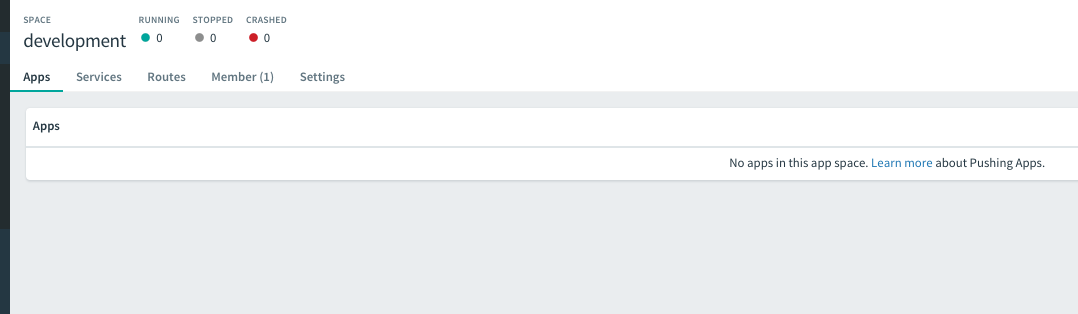 SPACE RUNNING STOPPED CRASHED
development 0 0 0
Apps Services Routes Member (1) Settings
Apps
No apps in this app space. Learn more about Pushing Apps.